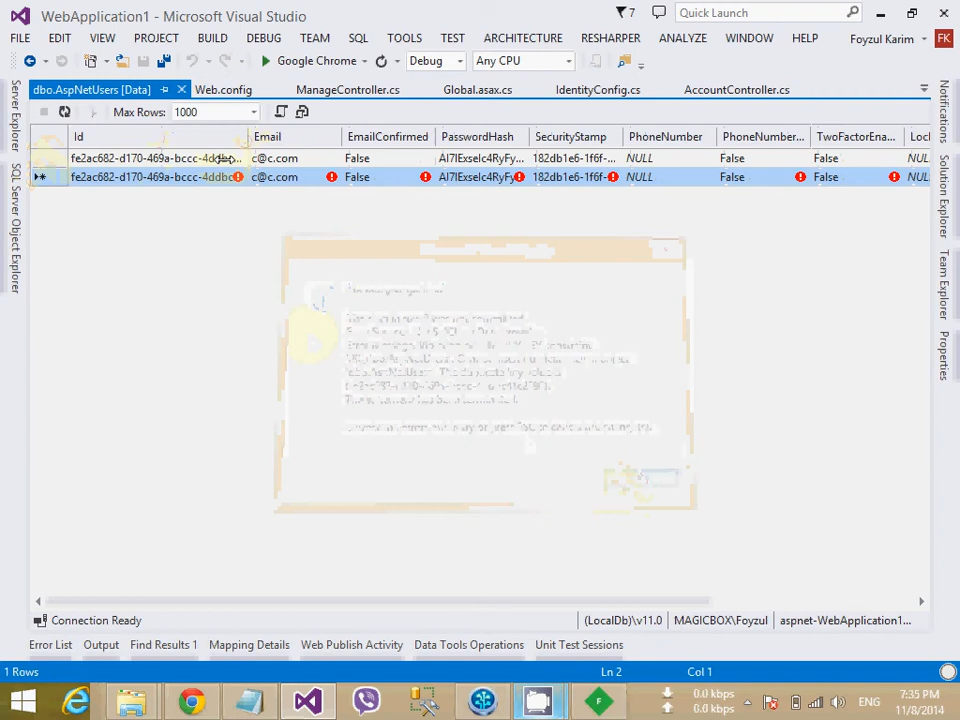 WebApplication1 - Microsoft Visual Studio
7
Quick Launch
FILE EDIT VIEW PROJECT BUILD DEBUG TEAM SQL TOOLS TEST ARCHITECTURE RESHARPER ANALYZE WINDOW HELP Foyzul Karim FK
Google Chrome Debug Any CPU
dbo.AspNetUsers [Data] Web.config ManageController.cs Global.asax.cs IdentityConfig.cs AccountController.cs
Max Rows: 1000
Id Email EmailConfirmed PasswordHash SecurityStamp PhoneNumber PhoneNumber... TwoFactorEna... Lock
fe2ac682-d170-469a-bccc-4ddbc... c@c.com False AI7IExselc4RyFy... 182db1e6-1f6f-... NULL False False NULL
fe2ac682-d170-469a-bccc-4ddbc c@c.com False AI7IExselc4RyFy 182db1e6-1f6f- NULL False False NUL
Server Explorer
SQL Server Object Explorer
Notifications
Solution Explorer
Team Explorer
Properties
Connection Ready (LocalDb)\v11.0 MAGICBOX\Foyzul aspnet-WebApplication1...
Error List Output Find Results 1 Mapping Details Web Publish Activity Data Tools Operations Unit Test Sessions
1 Rows Ln 2 Col 1
0.0 kbps
0.0 kbps
ENG
7:35 PM
11/8/2014